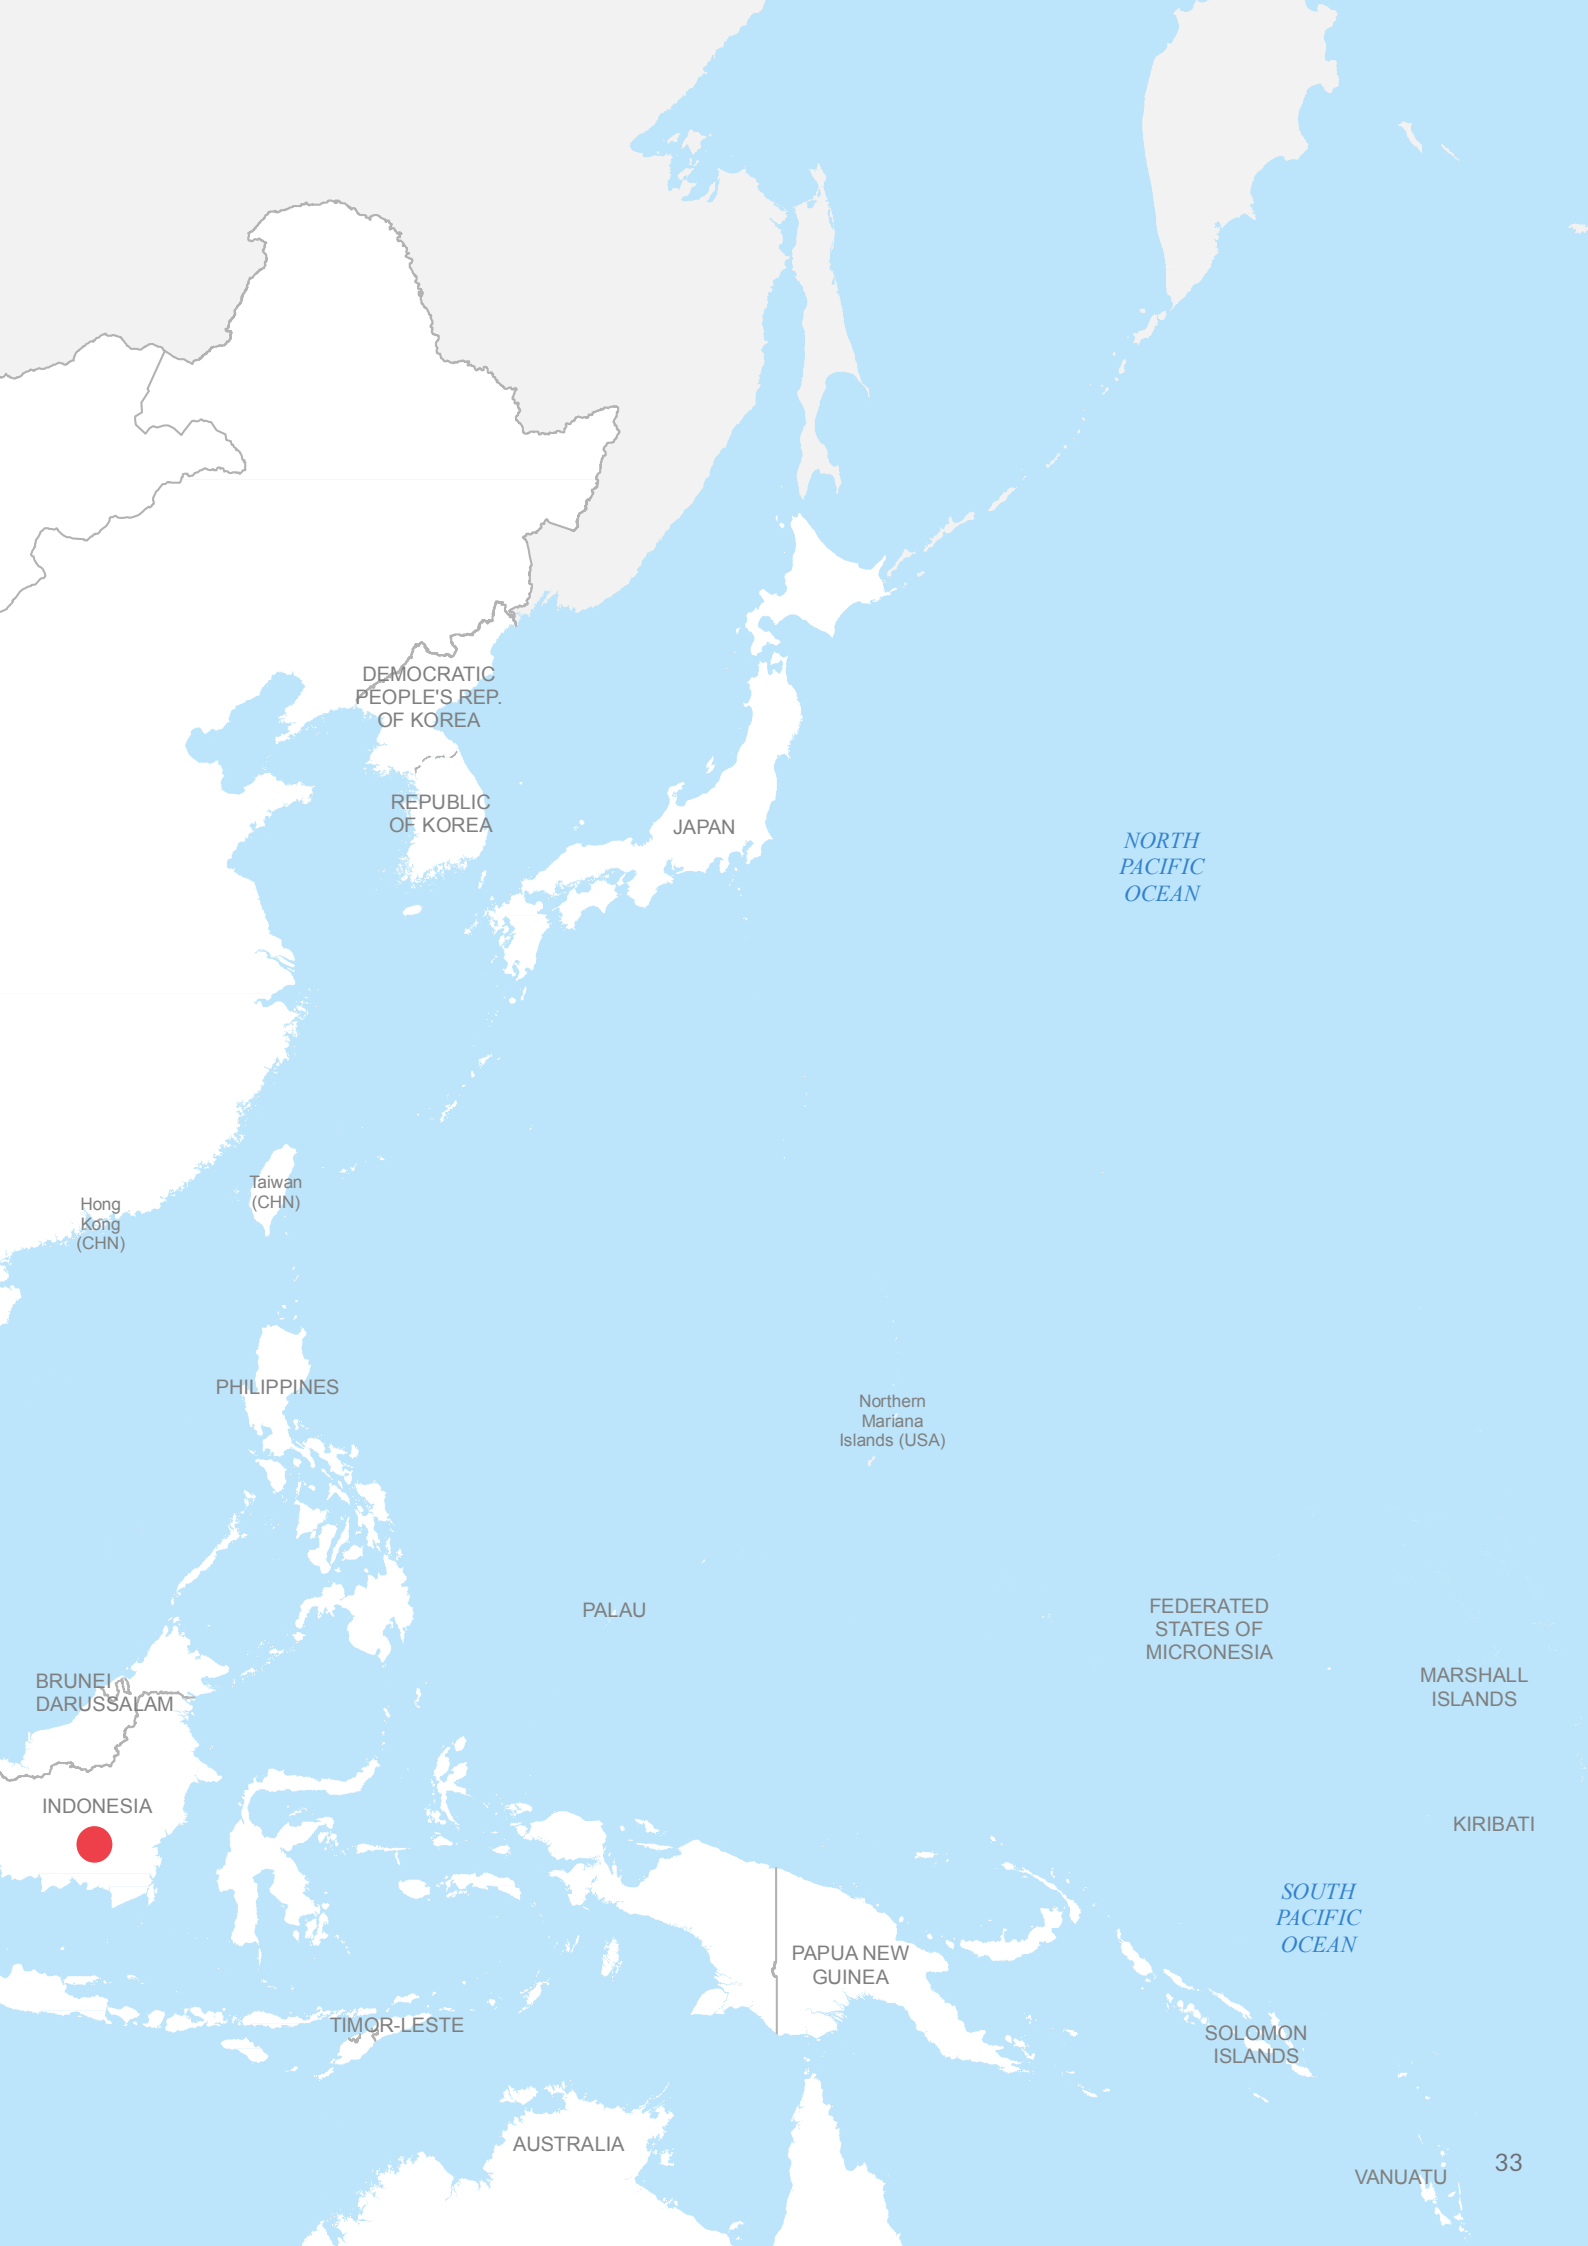 DEMOCRATIC
PEOPLE'S REP.
OF KOREA
REPUBLIC
OF KOREA
JAPAN
NORTH
PACIFIC
OCEAN
Taiwan
(CHN)
Hong
Kong
(CHN)
PHILIPPINES
Northern
Mariana
Islands (USA)
PALAU
FEDERATED
STATES OF
MICRONESIA
MARSHALL
ISLANDS
BRUNEI
DARUSSALAM
INDONESIA
KIRIBATI
SOUTH
PACIFIC
OCEAN
PAPUA NEW
GUINEA
TIMOR-LESTE
SOLOMON
ISLANDS
AUSTRALIA
VANUATU
33